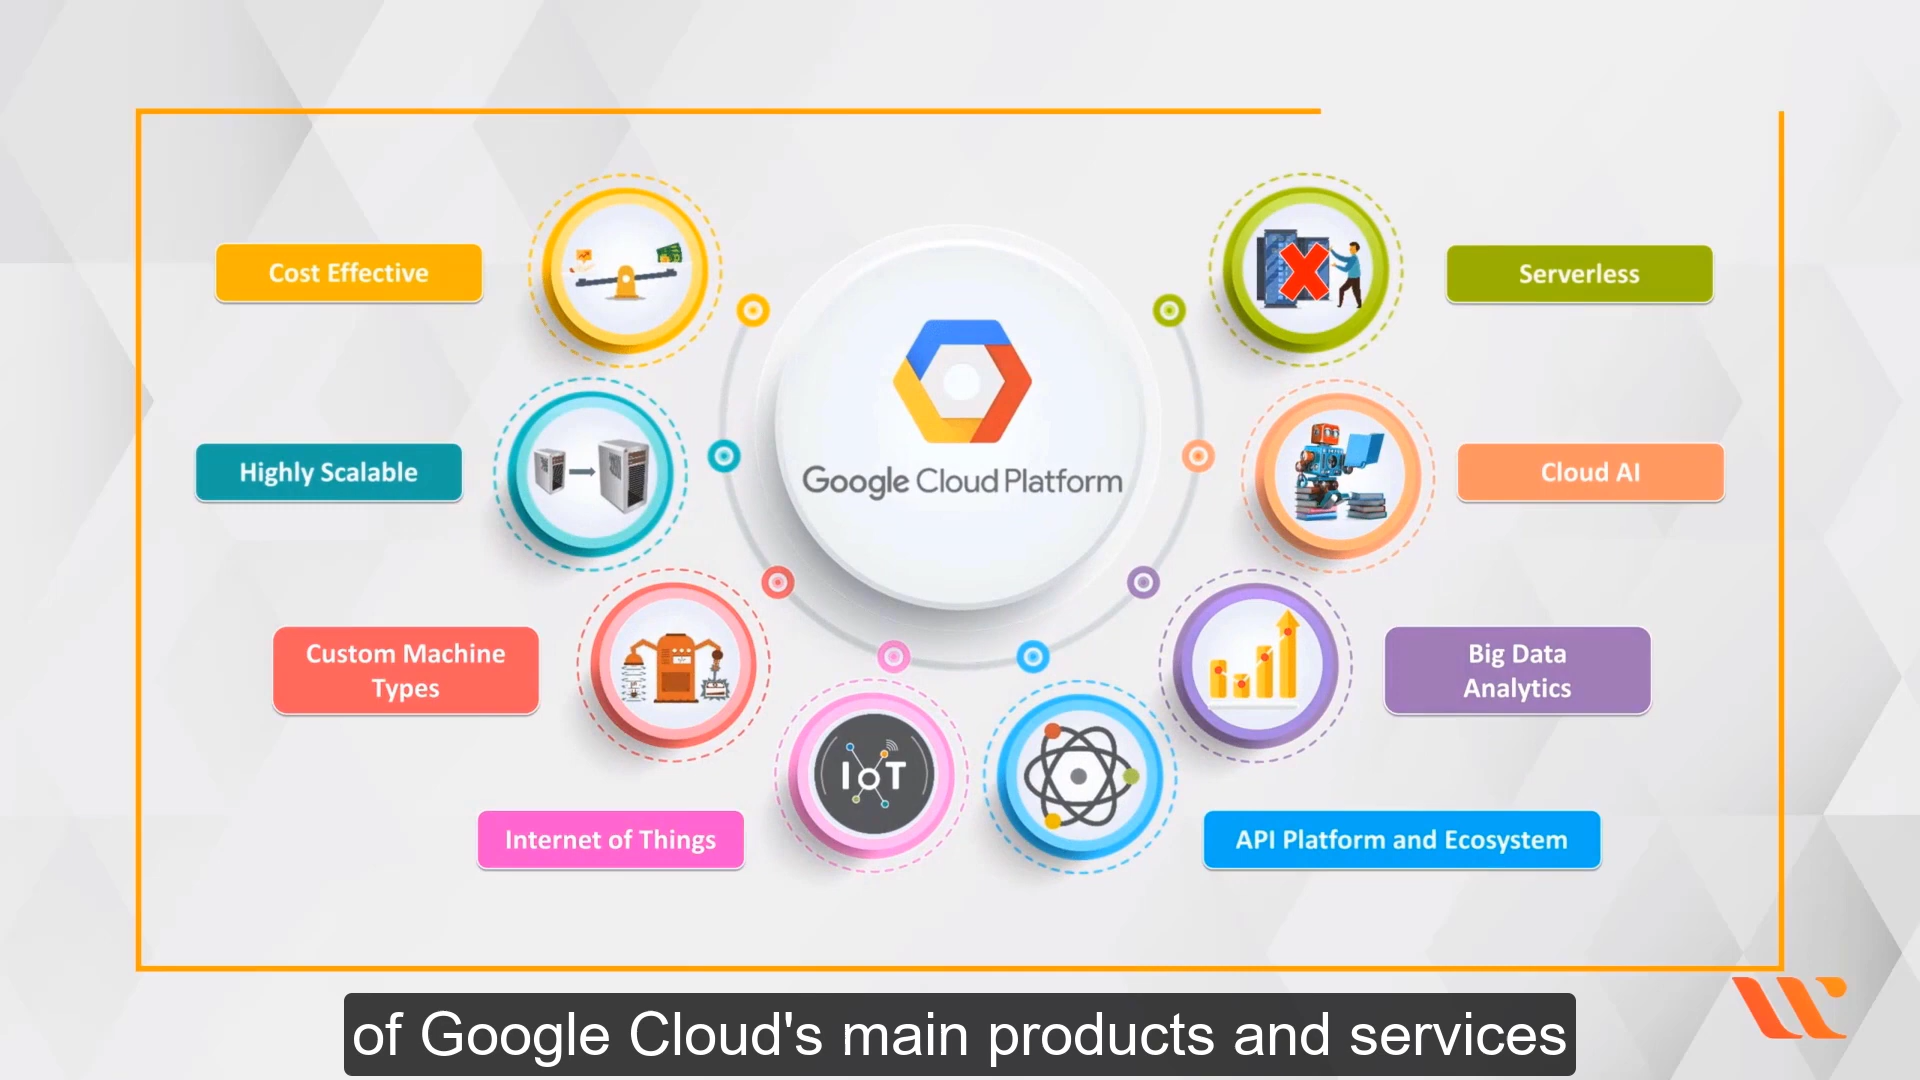 Cost Effective
Serverless
Google Cloud Platform
Highly Scalable
Cloud AI
Custom Machine
Types
Big Data
Analytics
IoT
Internet of Things
API Platform and Ecosystem
of Google Cloud's main products and services